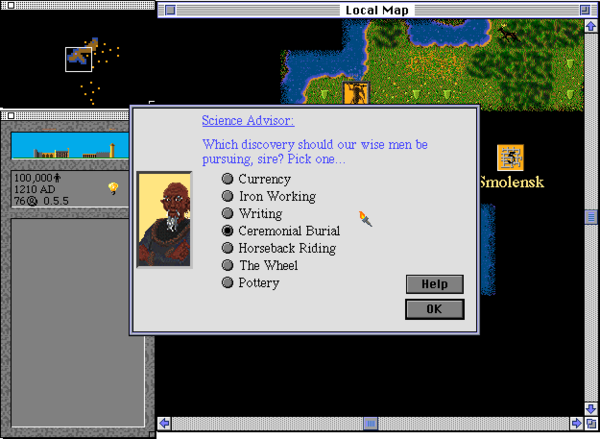 Local Map
Science Advisor:
Which discovery should our wise men be
pursuing, sire? Pick one...
Currency
Iron Working
Writing
Ceremonial Burial
Horseback Riding
The Wheel
Pottery
Help
OK
100,000
1210 AD
76 0.5.5
5
Smolensk